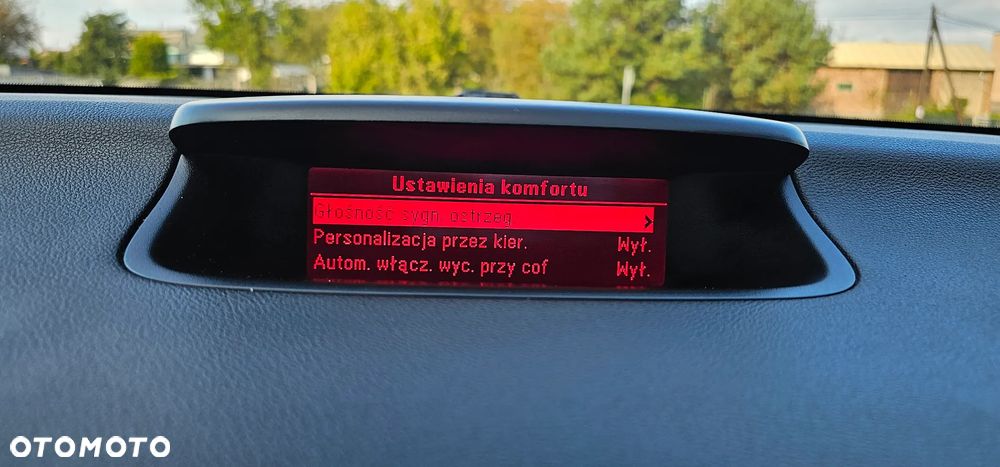 Ustawienia komfortu
Głośność sygn. ostrzeg. >
Personalizacja przez kier. Wył.
Autom. włącz. wyc. przy cof Wył.
OTOMOTO